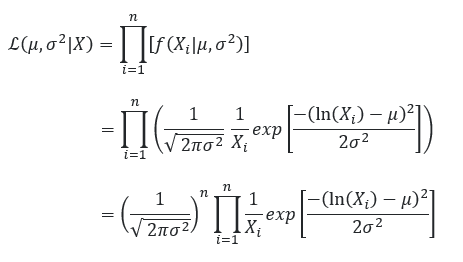 ℒ(μ, σ²|X) = ∏ᵢ₌₁ⁿ [f(Xᵢ|μ, σ²)]
= ∏ᵢ₌₁ⁿ (1/√(2πσ²) 1/Xᵢ exp[−(ln(Xᵢ) − μ)²/2σ²])
= (1/√(2πσ²))ⁿ ∏ᵢ₌₁ⁿ 1/Xᵢ exp[−(ln(Xᵢ) − μ)²/2σ²]